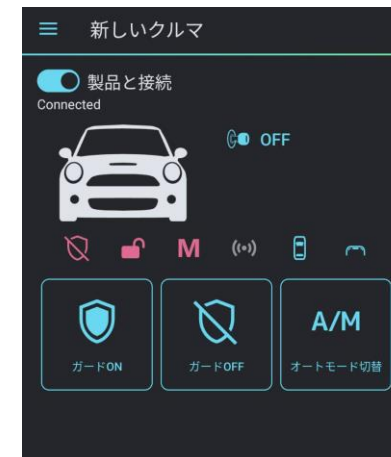 新しいクルマ
製品と接続
Connected
OFF
M
ガードON
ガードOFF
A/M
オートモード切替